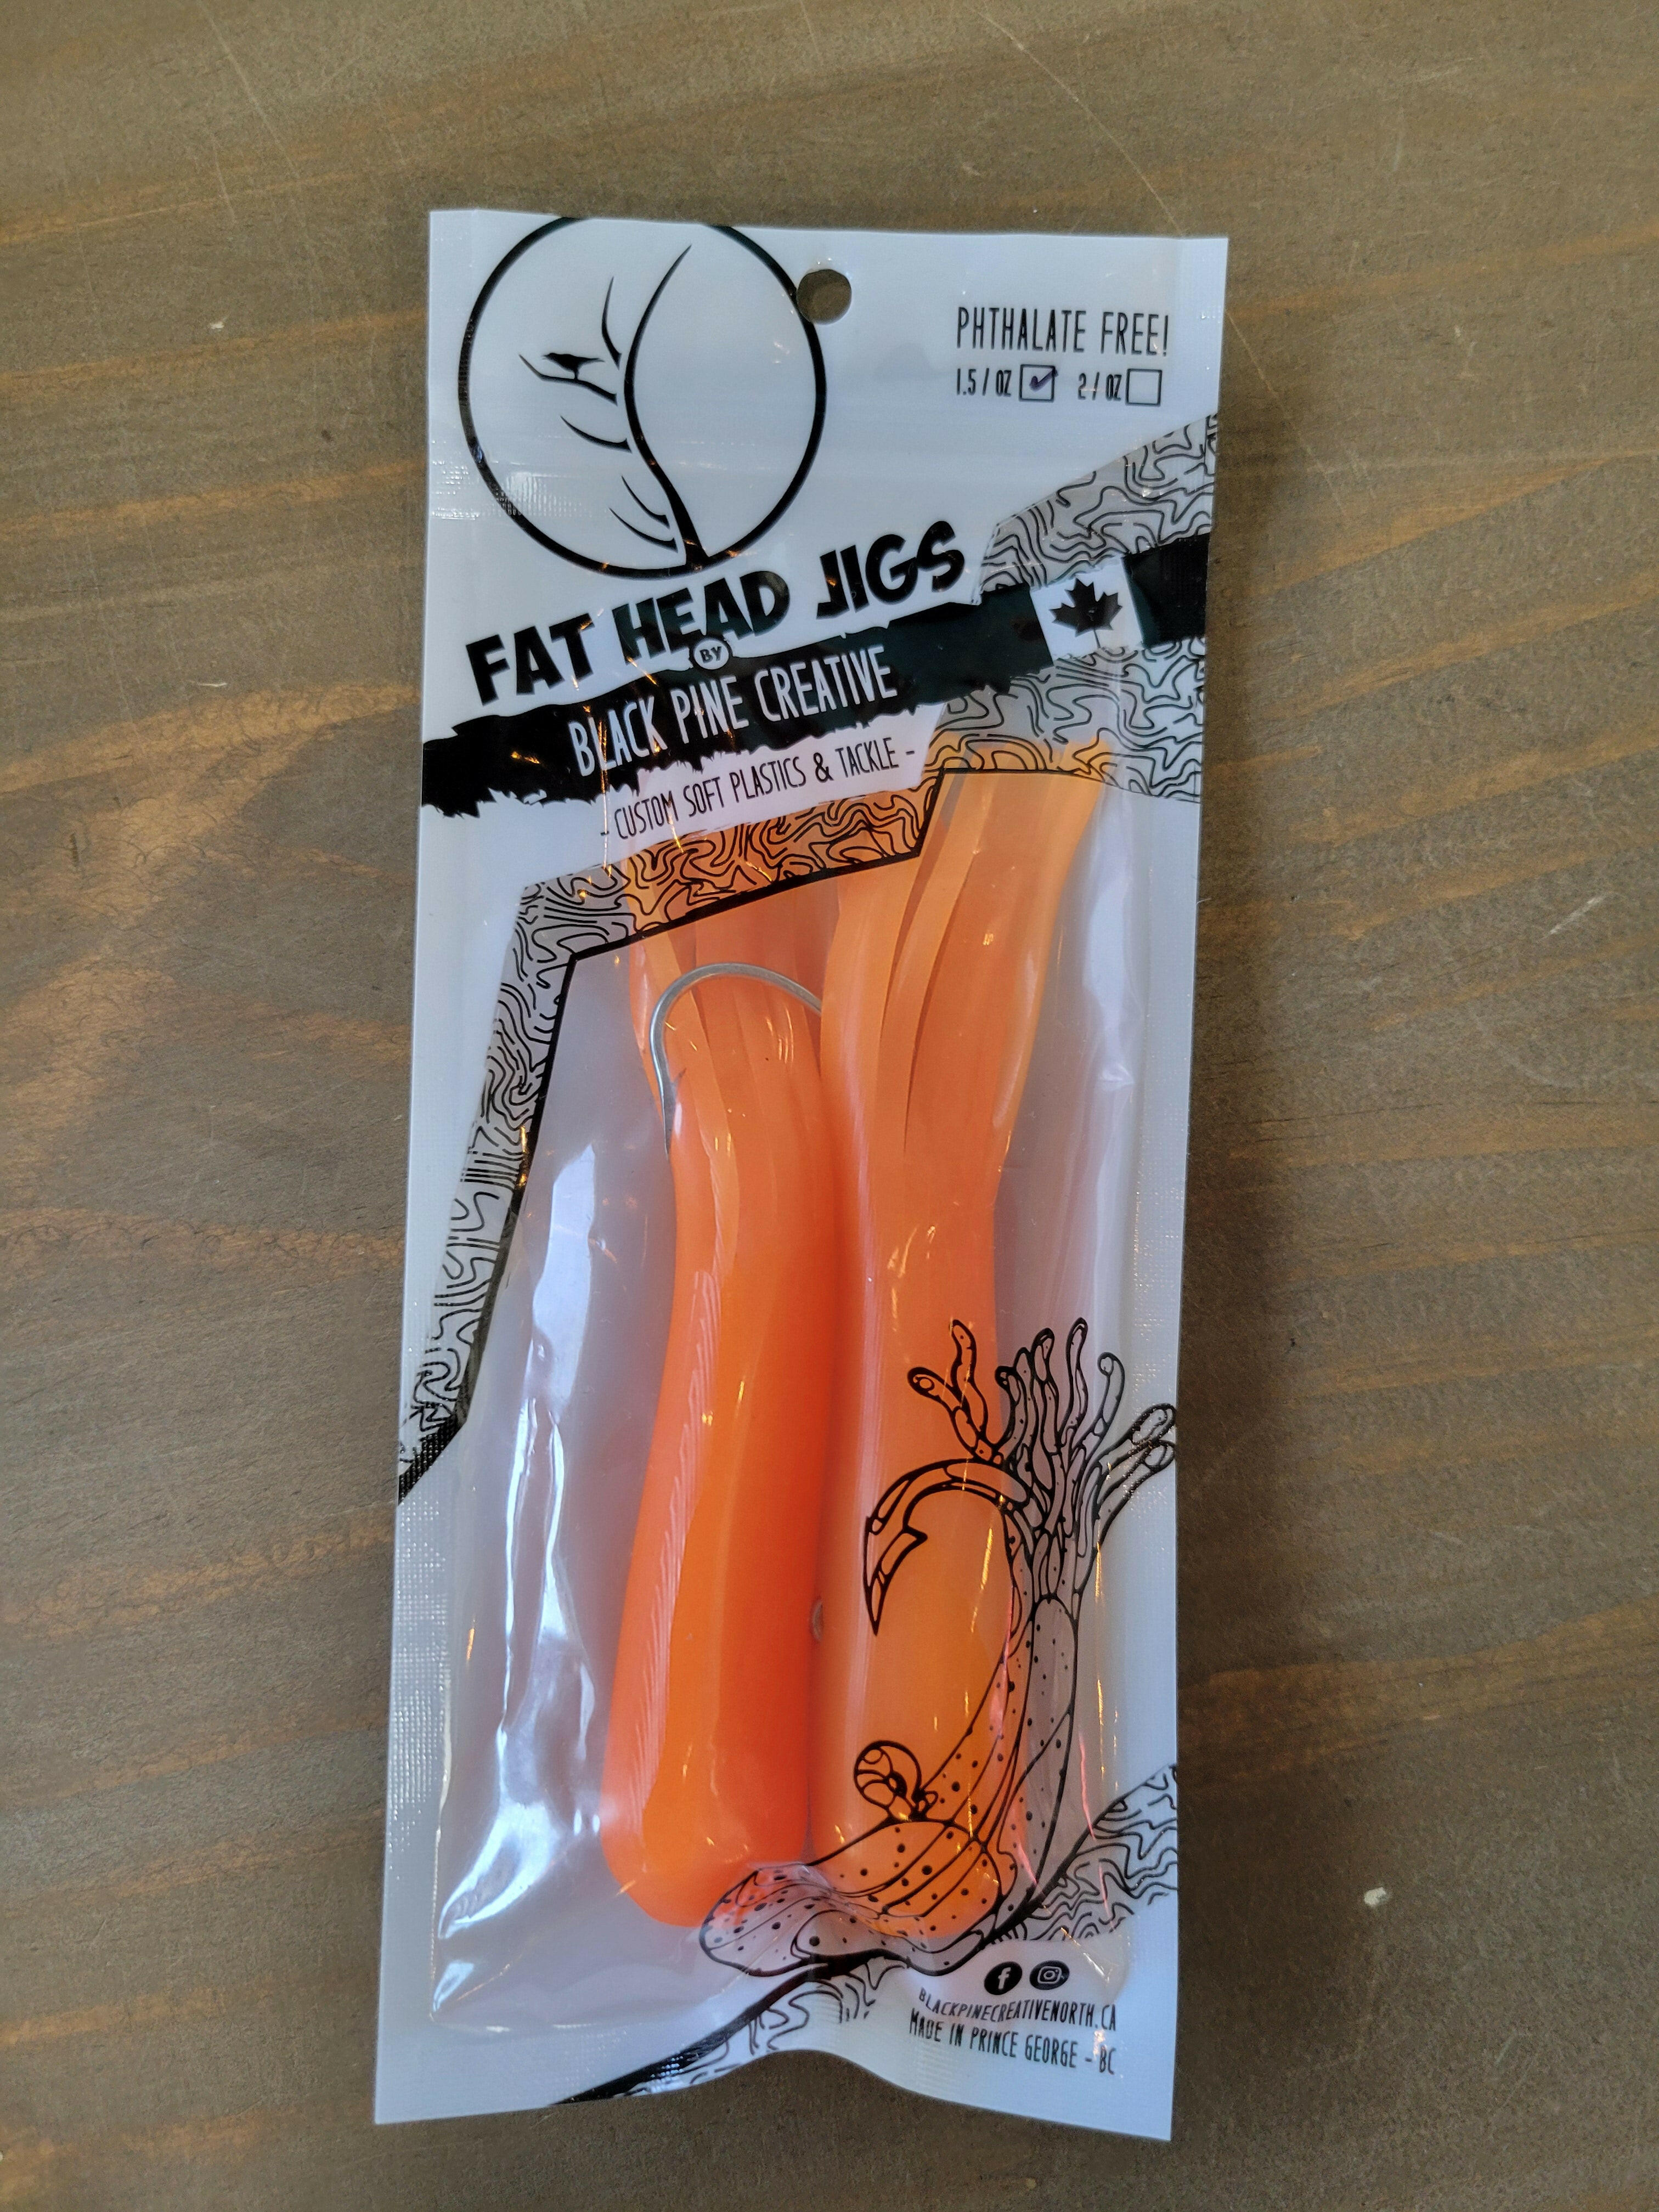 PHTHALATE FREE!
1.5 / OZ 2 / OZ
FAT HEAD JIGS
BY
BLACK PINE CREATIVE
- CUSTOM SOFT PLASTICS & TACKLE -
BLACKPINECREATIVENORTH.CA
MADE IN PRINCE GEORGE - BC